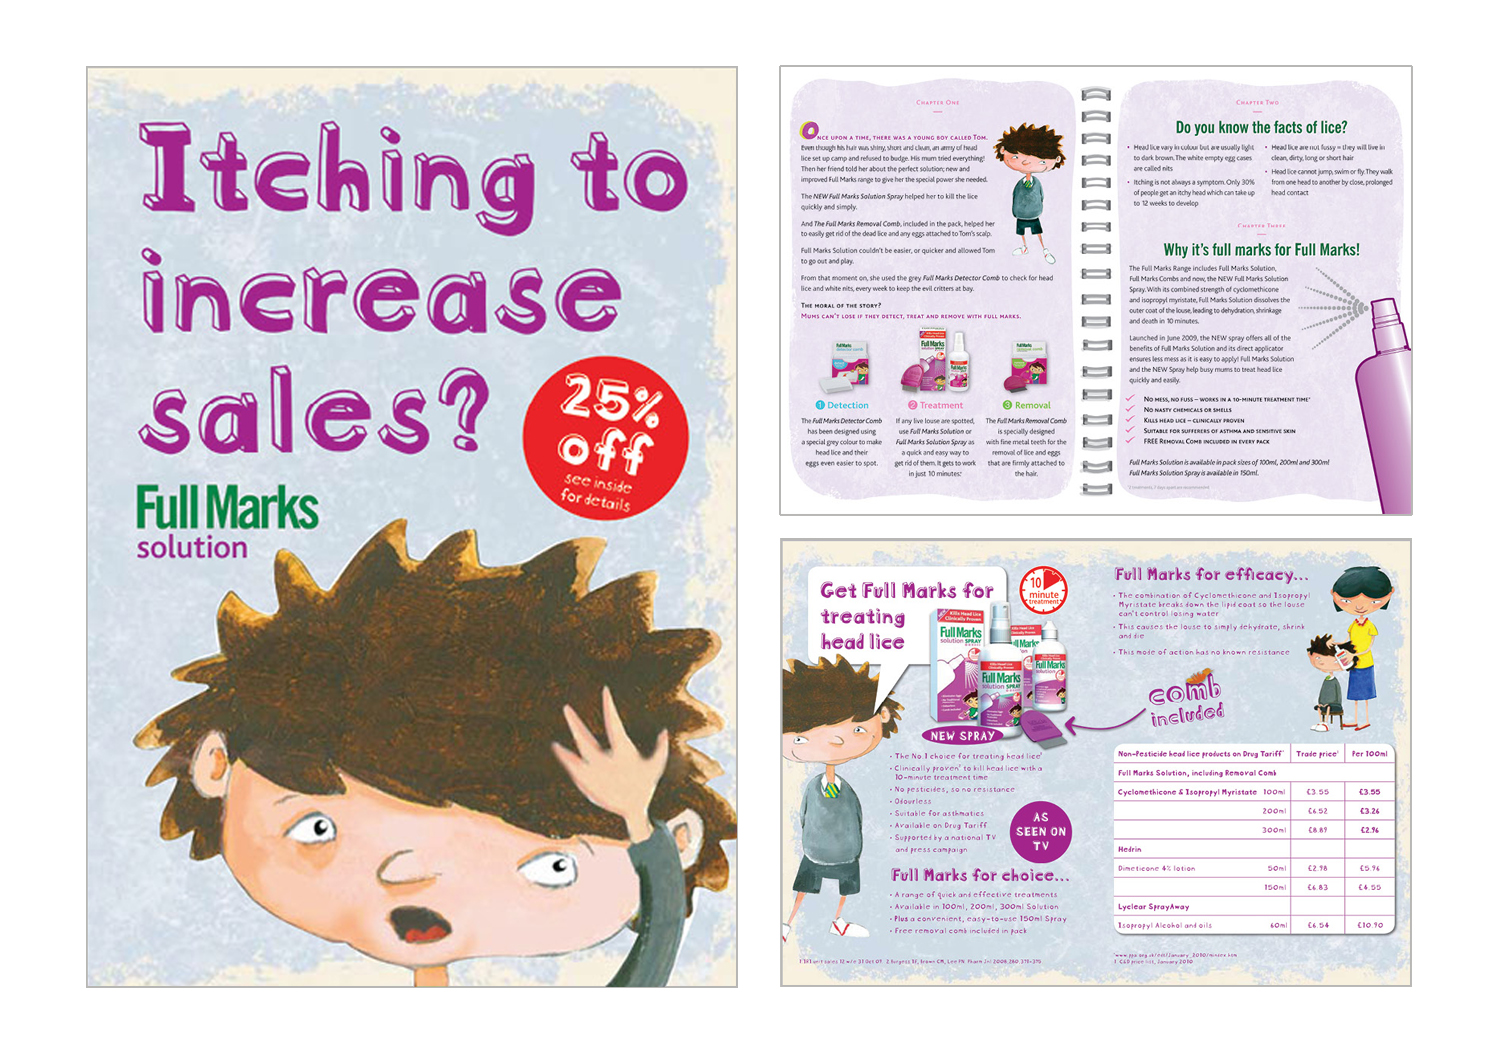 Itching to
increase
sales?
25%
off
see inside
for details
Full Marks
solution
Chapter One
Once upon a time, there was a young boy called Tom.
Even though his hair was shiny, short and clean, an army of head
lice set up camp and refused to budge. His mum tried everything!
Then her friend told her about the perfect solution; new and
improved Full Marks range to give her the special power she needed.
The NEW Full Marks Solution Spray helped her to kill the lice
quickly and simply.
And The Full Marks Removal Comb, included in the pack, helped her
to easily get rid of the dead lice and any eggs attached to Tom's scalp.
Full Marks Solution couldn't be easier, or quicker and allowed Tom
to go out and play.
From that moment on, she used the grey Full Marks Detector Comb to check for head
lice and white nits, every week to keep the evil critters at bay.
The moral of the story?
Mums can't lose if they detect, treat and remove with full marks.
1 Detection
The Full Marks Detector Comb
has been designed using
a special grey colour to make
head lice and their
eggs even easier to spot.
2 Treatment
If any live louse are spotted,
use Full Marks Solution or
Full Marks Solution Spray as
a quick and easy way to
get rid of them. It gets to work
in just 10 minutes!
3 Removal
The Full Marks Removal Comb
is specially designed
with fine metal teeth for the
removal of lice and eggs
that are firmly attached to
the hair.
Chapter Two
Do you know the facts of lice?
• Head lice vary in colour but are usually light
to dark brown. The white empty egg cases
are called nits
• Itching is not always a symptom. Only 30%
of people get an itchy head which can take up
to 12 weeks to develop
• Head lice are not fussy – they will live in
clean, dirty, long or short hair
• Head lice cannot jump, swim or fly. They walk
from one head to another by close, prolonged
head contact
Chapter Three
Why it's full marks for Full Marks!
The Full Marks Range includes Full Marks Solution,
Full Marks Combs and now, the NEW Full Marks Solution
Spray. With its combined strength of cyclomethicone
and isopropyl myristate, Full Marks Solution dissolves the
outer coat of the louse, leading to dehydration, shrinkage
and death in 10 minutes.
Launched in June 2009, the NEW spray offers all of the
benefits of Full Marks Solution and its direct applicator
ensures less mess as it is easy to apply! Full Marks Solution
and the NEW Spray help busy mums to treat head lice
quickly and easily.
No mess, no fuss – works in a 10-minute treatment time*
No nasty chemicals or smells
Kills head lice – clinically proven
Suitable for sufferers of asthma and sensitive skin
FREE Removal Comb included in every pack
Full Marks Solution is available in pack sizes of 100ml, 200ml and 300ml
Full Marks Solution Spray is available in 150ml.
Get Full Marks for
treating
head lice
10
minute
treatment
Kills Head Lice
Clinically Proven
Full Marks
solution SPRAY
Full Marks
solution SPRAY
Full Marks
solution
NEW SPRAY
comb
included
• The No 1 choice for treating head lice¹
• Clinically proven² to kill head lice with a
10-minute treatment time
• No pesticides, so no resistance
• Odourless
• Suitable for asthmatics
• Available on Drug Tariff
• Supported by a national TV
and press campaign
AS
SEEN ON
TV
Full Marks for choice...
• A range of quick and effective treatments
• Available in 100ml, 200ml, 300ml Solution
• Plus a convenient, easy-to-use 150ml Spray
• Free removal comb included in pack
Full Marks for efficacy...
• The combination of Cyclomethicone and Isopropyl
Myristate breaks down the lipid coat so the louse
can't control losing water
• This causes the louse to simply dehydrate, shrink
and die
• This mode of action has no known resistance
Non-Pesticide head lice products on Drug Tariff* Trade price† Per 100ml
Full Marks Solution, including Removal Comb
Cyclomethicone & Isopropyl Myristate 100ml £3.55 £3.55
200ml £6.52 £3.26
300ml £8.89 £2.96
Hedrin
Dimeticone 4% lotion 50ml £2.98 £5.96
150ml £6.83 £4.55
Lyclear SprayAway
Isopropyl Alcohol and oils 60ml £6.54 £10.90